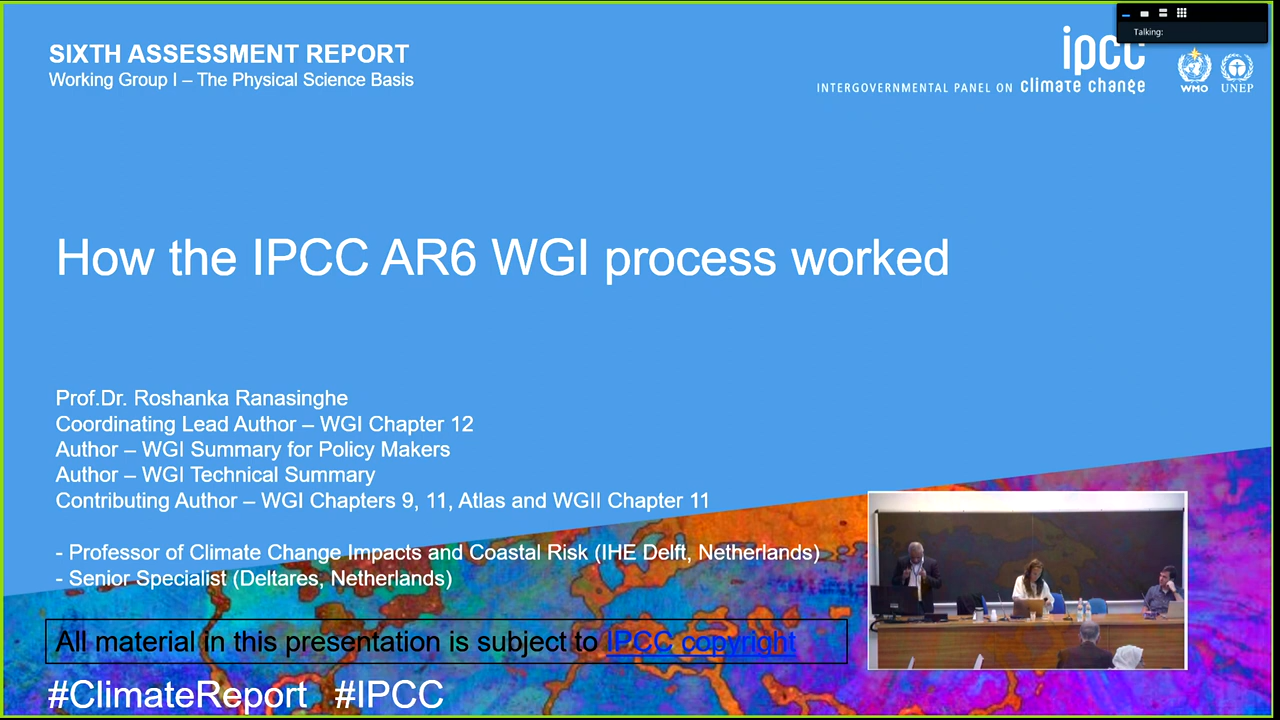 SIXTH ASSESSMENT REPORT
Working Group I – The Physical Science Basis
Talking:
ipcc
INTERGOVERNMENTAL PANEL ON climate change
WMO
UNEP
How the IPCC AR6 WGI process worked
Prof.Dr. Roshanka Ranasinghe
Coordinating Lead Author – WGI Chapter 12
Author – WGI Summary for Policy Makers
Author – WGI Technical Summary
Contributing Author – WGI Chapters 9, 11, Atlas and WGII Chapter 11
- Professor of Climate Change Impacts and Coastal Risk (IHE Delft, Netherlands)
- Senior Specialist (Deltares, Netherlands)
All material in this presentation is subject to IPCC copyright
#ClimateReport #IPCC